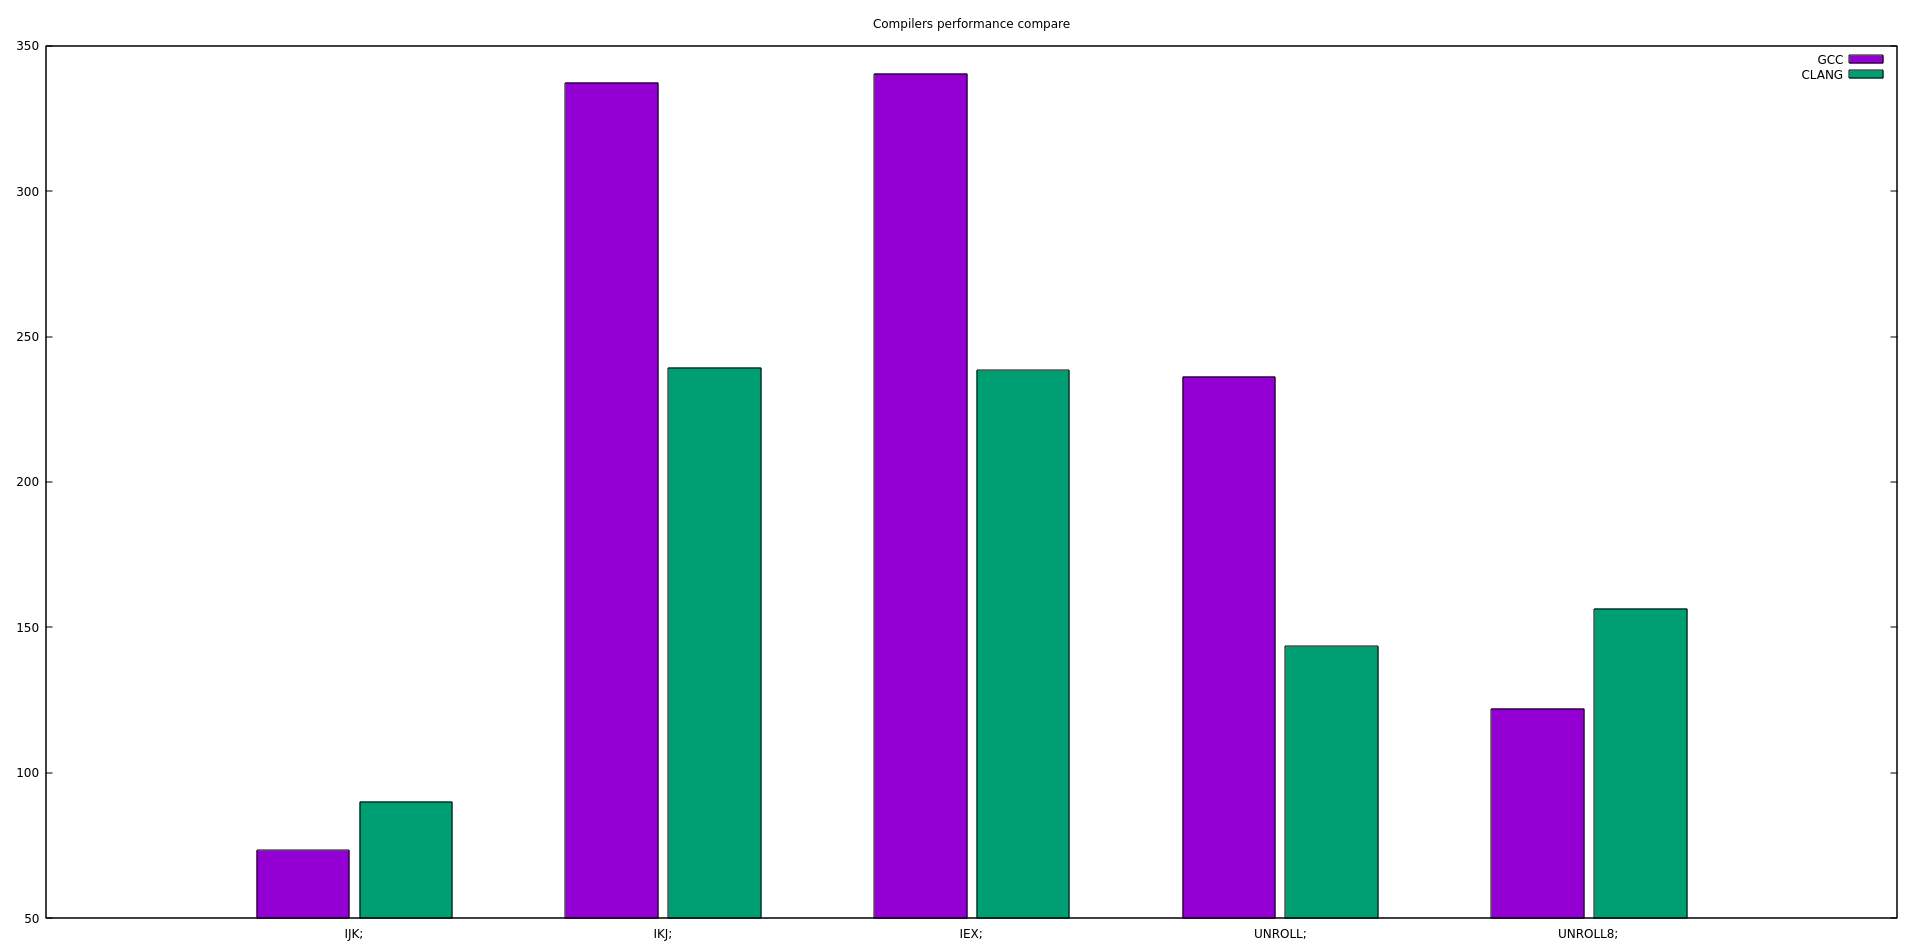 Compilers performance compare
350
300
250
200
150
100
50
GCC
CLANG
IJK; IKJ; IEX; UNROLL; UNROLL8;